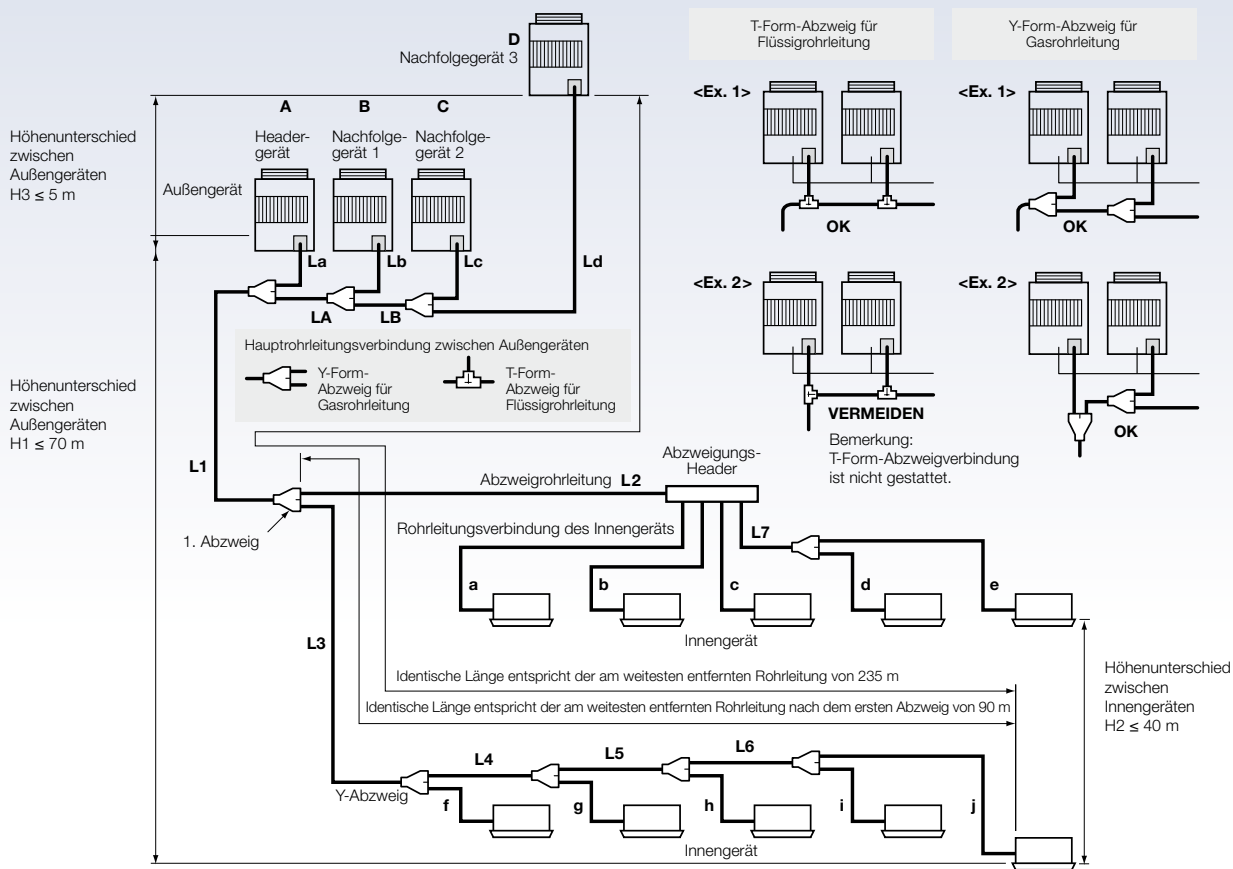 D
Nachfolgegerät 3
A
B
C
Header-
gerät
Nachfolge-
gerät 1
Nachfolge-
gerät 2
Höhenunterschied
zwischen
Außengeräten
H3 ≤ 5 m
Außengerät
La
Lb
Lc
Ld
LA
LB
Hauptrohrleitungsverbindung zwischen Außengeräten
Y-Form-
Abzweig für
Gasrohrleitung
T-Form-
Abzweig für
Flüssigrohrleitung
T-Form-Abzweig für
Flüssigrohrleitung
<Ex. 1>
OK
<Ex. 2>
VERMEIDEN
Bemerkung:
T-Form-Abzweigverbindung
ist nicht gestattet.
Y-Form-Abzweig für
Gasrohrleitung
<Ex. 1>
OK
<Ex. 2>
OK
Höhenunterschied
zwischen
Außengeräten
H1 ≤ 70 m
L1
1. Abzweig
Abzweigrohrleitung L2
Abzweigungs-
Header
Rohrleitungsverbindung des Innengeräts
L7
a
b
c
d
e
Innengerät
L3
Identische Länge entspricht der am weitesten entfernten Rohrleitung von 235 m
Identische Länge entspricht der am weitesten entfernten Rohrleitung nach dem ersten Abzweig von 90 m
Höhenunterschied
zwischen
Innengeräten
H2 ≤ 40 m
L4
L5
L6
Y-Abzweig
f
g
h
i
j
Innengerät